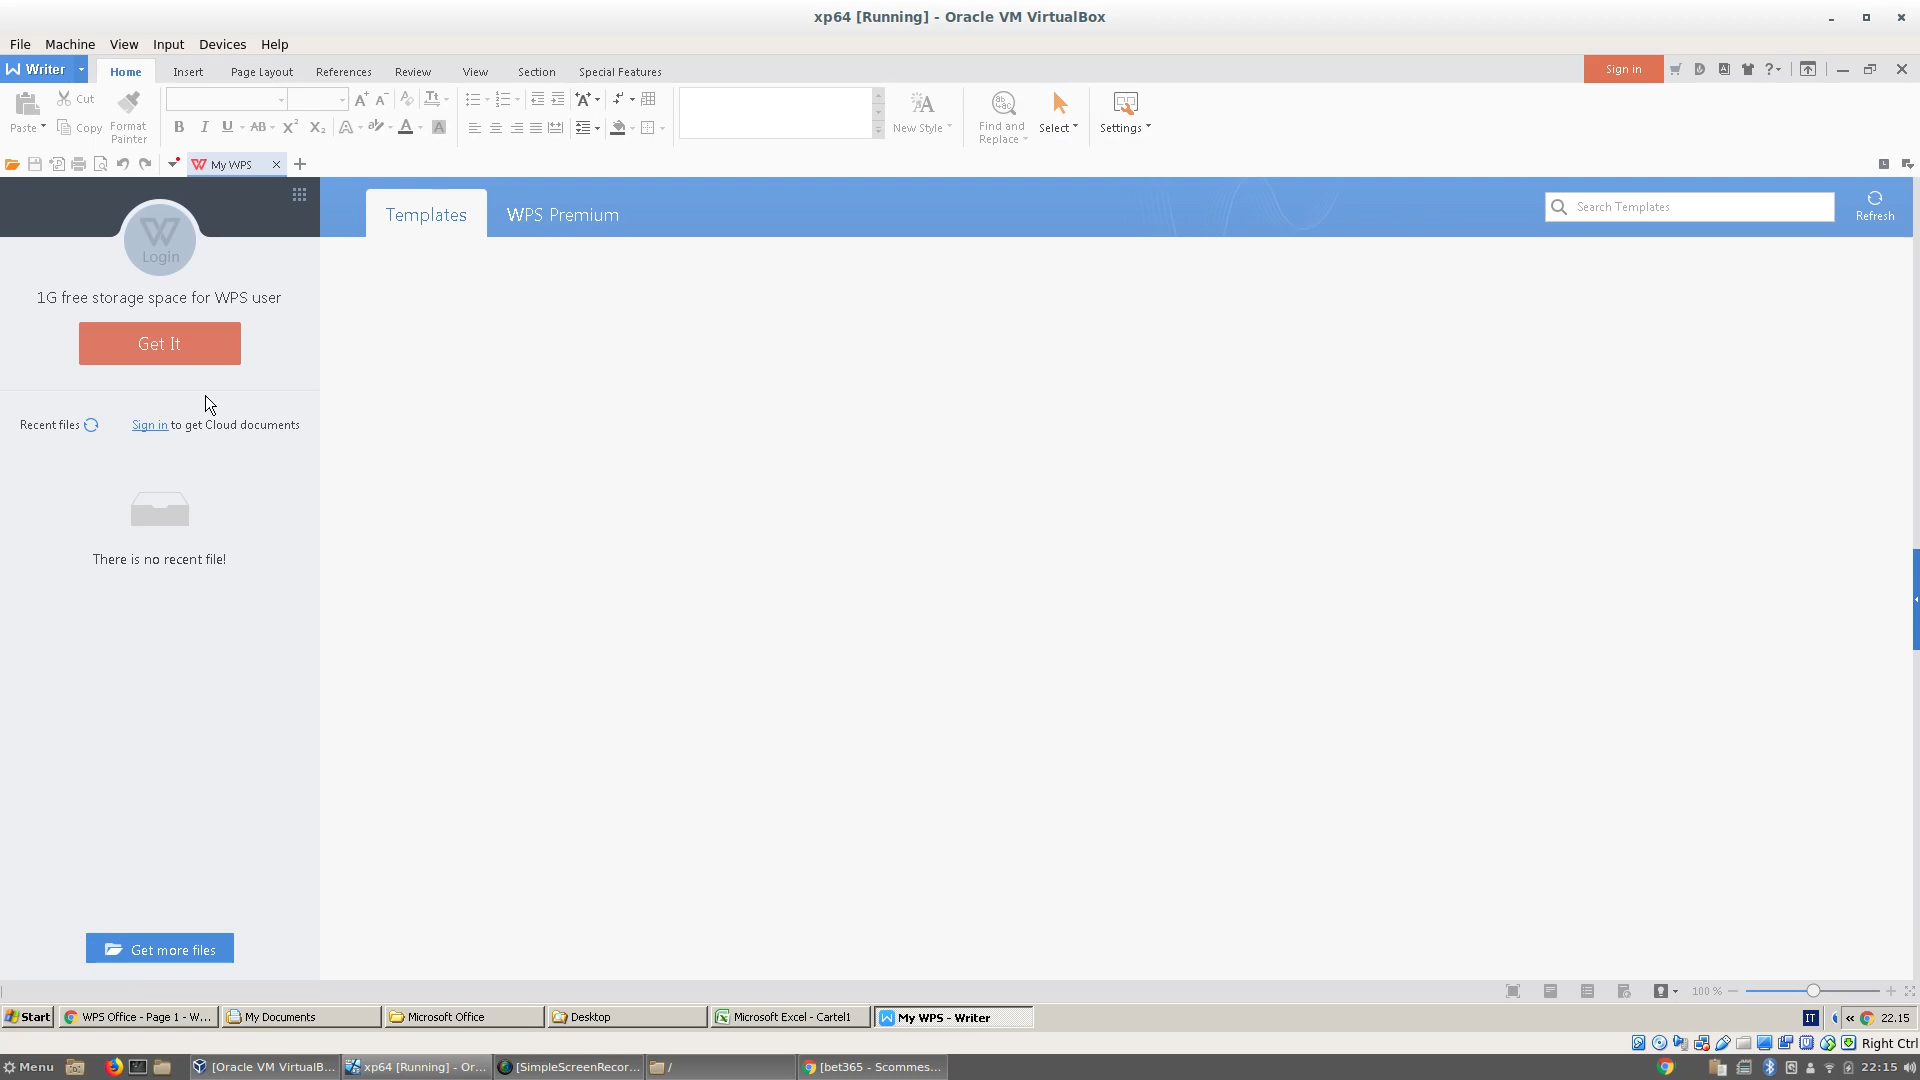 xp64 [Running] - Oracle VM VirtualBox
File Machine View Input Devices Help
Writer Home Insert Page Layout References Review View Section Special Features Sign in
Paste Cut Copy Format Painter New Style Find and Replace Select Settings
My WPS
Login
Templates WPS Premium Search Templates Refresh
1G free storage space for WPS user
Get It
Recent files Sign in to get Cloud documents
There is no recent file!
Get more files
100 %
Start WPS Office - Page 1 - W... My Documents Microsoft Office Desktop Microsoft Excel - Cartel1 My WPS - Writer IT 22.15
Right Ctrl
Menu [Oracle VM VirtualB... xp64 [Running] - Or... [SimpleScreenRecor... / [bet365 - Scommes... 22:15